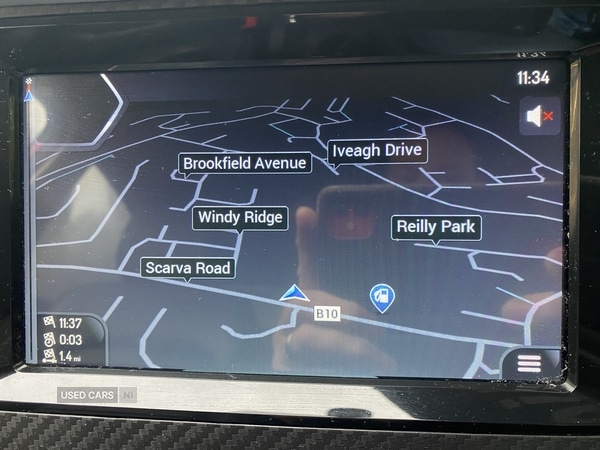 11:34
Iveagh Drive
Brookfield Avenue
Windy Ridge
Reilly Park
Scarva Road
B10
11:37
0:03
1.4 mi
USED CARS NI